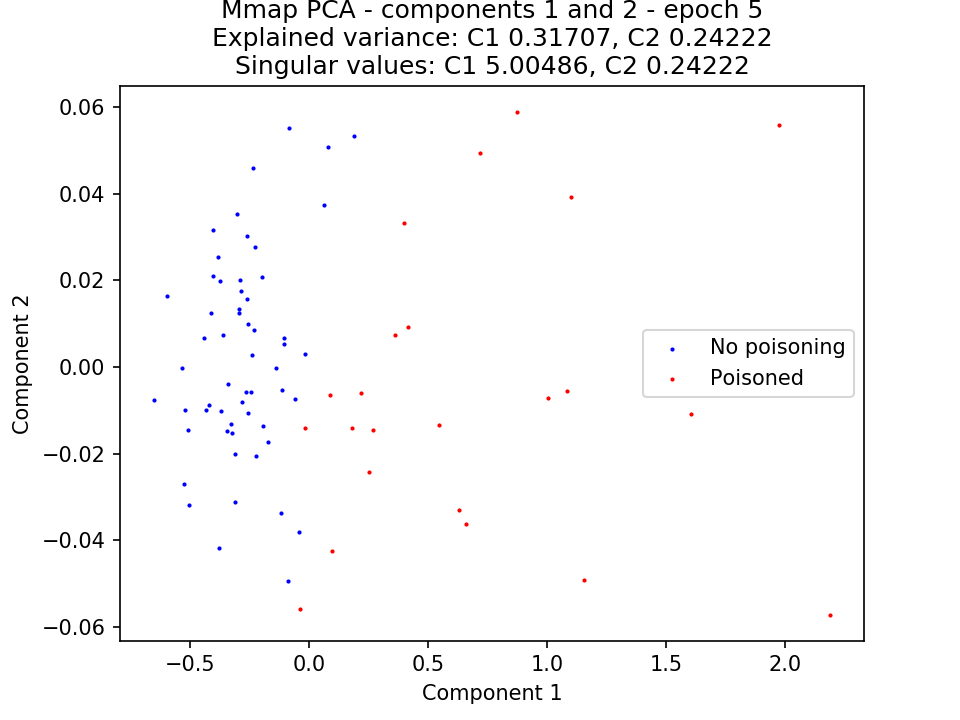 Mmap PCA - components 1 and 2 - epoch 5
Explained variance: C1 0.31707, C2 0.24222
Singular values: C1 5.00486, C2 0.24222
0.06
0.04
0.02
0.00
−0.02
−0.04
−0.06
Component 2
No poisoning
Poisoned
−0.5
0.0
0.5
1.0
1.5
2.0
Component 1